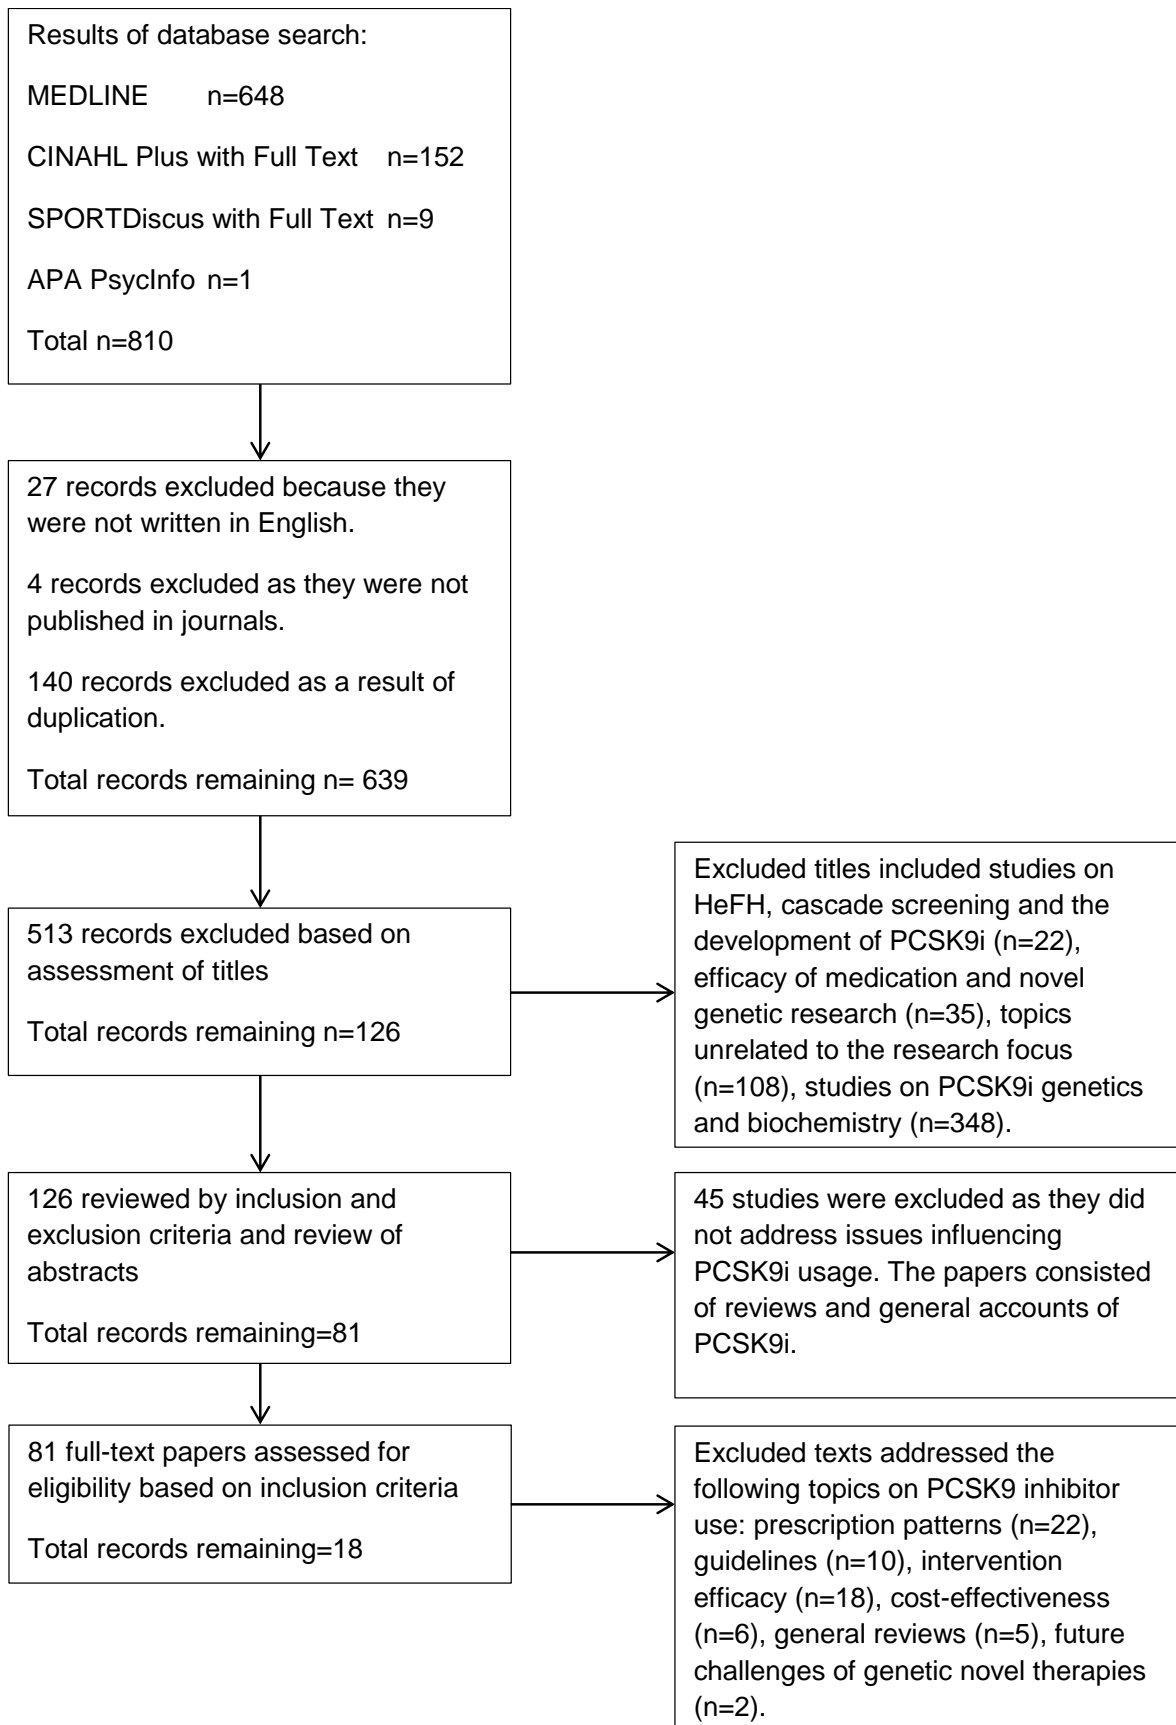 Results of database search:
MEDLINE n=648
CINAHL Plus with Full Text n=152
SPORTDiscus with Full Text n=9
APA PsycInfo n=1
Total n=810
27 records excluded because they
were not written in English.
4 records excluded as they were not
published in journals.
140 records excluded as a result of
duplication.
Total records remaining n= 639
513 records excluded based on
assessment of titles
Total records remaining n=126
Excluded titles included studies on
HeFH, cascade screening and the
development of PCSK9i (n=22),
efficacy of medication and novel
genetic research (n=35), topics
unrelated to the research focus
(n=108), studies on PCSK9i genetics
and biochemistry (n=348).
126 reviewed by inclusion and
exclusion criteria and review of
abstracts
Total records remaining=81
45 studies were excluded as they did
not address issues influencing
PCSK9i usage. The papers consisted
of reviews and general accounts of
PCSK9i.
81 full-text papers assessed for
eligibility based on inclusion criteria
Total records remaining=18
Excluded texts addressed the
following topics on PCSK9 inhibitor
use: prescription patterns (n=22),
guidelines (n=10), intervention
efficacy (n=18), cost-effectiveness
(n=6), general reviews (n=5), future
challenges of genetic novel therapies
(n=2).